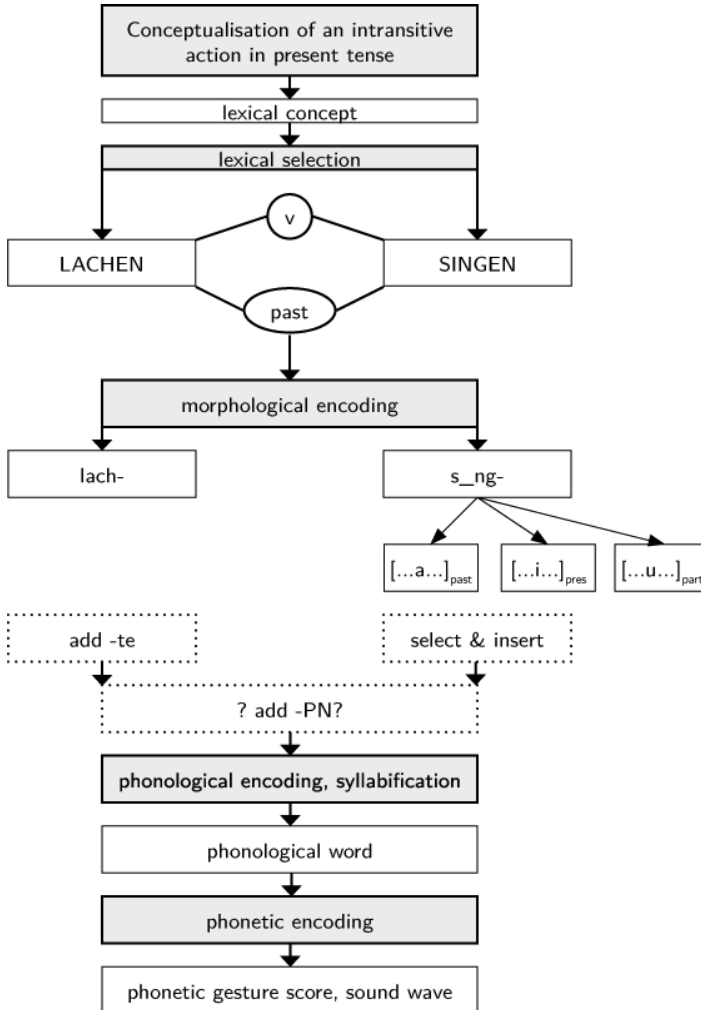 Conceptualisation of an intransitive
action in present tense
lexical concept
lexical selection
v
LACHEN
SINGEN
past
morphological encoding
lach-
s_ng-
[...a...]past
[...i...]pres
[...u...]part
add -te
select & insert
? add -PN?
phonological encoding, syllabification
phonological word
phonetic encoding
phonetic gesture score, sound wave